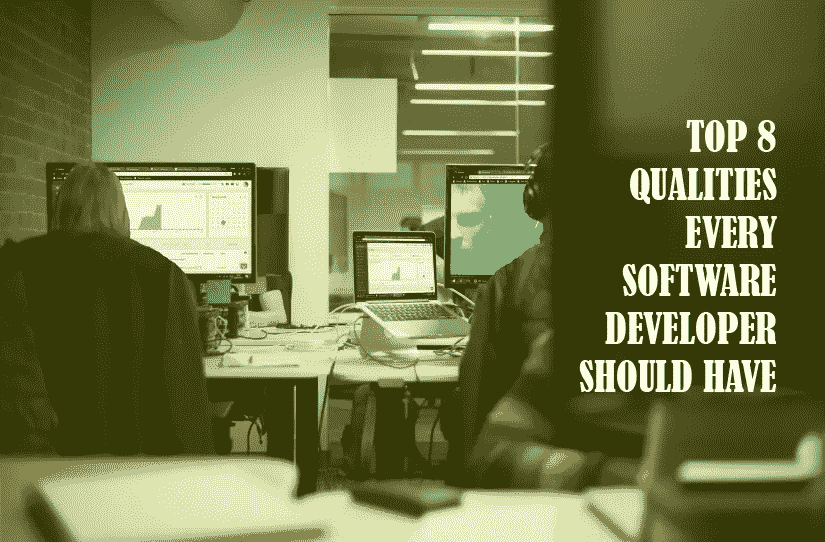 TOP 8
QUALITIES
EVERY
SOFTWARE
DEVELOPER
SHOULD HAVE